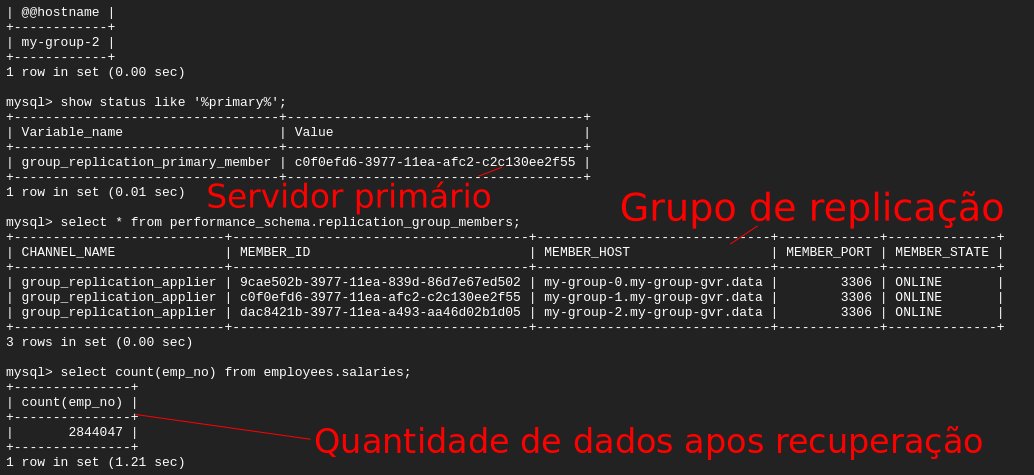 | @@hostname |
+------------+
| my-group-2 |
+------------+
1 row in set (0.00 sec)

mysql> show status like '%primary%';
+----------------------------------+--------------------------------------+
| Variable_name                    | Value                                |
+----------------------------------+--------------------------------------+
| group_replication_primary_member | c0f0efd6-3977-11ea-afc2-c2c130ee2f55 |
+----------------------------------+--------------------------------------+
1 row in set (0.01 sec)
Servidor primário
Grupo de replicação
mysql> select * from performance_schema.replication_group_members;
+---------------------------+--------------------------------------+------------------------------+-------------+--------------+
| CHANNEL_NAME              | MEMBER_ID                            | MEMBER_HOST                  | MEMBER_PORT | MEMBER_STATE |
+---------------------------+--------------------------------------+------------------------------+-------------+--------------+
| group_replication_applier | 9cae502b-3977-11ea-839d-86d7e67ed502 | my-group-0.my-group-gvr.data |        3306 | ONLINE       |
| group_replication_applier | c0f0efd6-3977-11ea-afc2-c2c130ee2f55 | my-group-1.my-group-gvr.data |        3306 | ONLINE       |
| group_replication_applier | dac8421b-3977-11ea-a493-aa46d02b1d05 | my-group-2.my-group-gvr.data |        3306 | ONLINE       |
+---------------------------+--------------------------------------+------------------------------+-------------+--------------+
3 rows in set (0.00 sec)

mysql> select count(emp_no) from employees.salaries;
+---------------+
| count(emp_no) |
+---------------+
|       2844047 |
+---------------+
Quantidade de dados apos recuperação
1 row in set (1.21 sec)